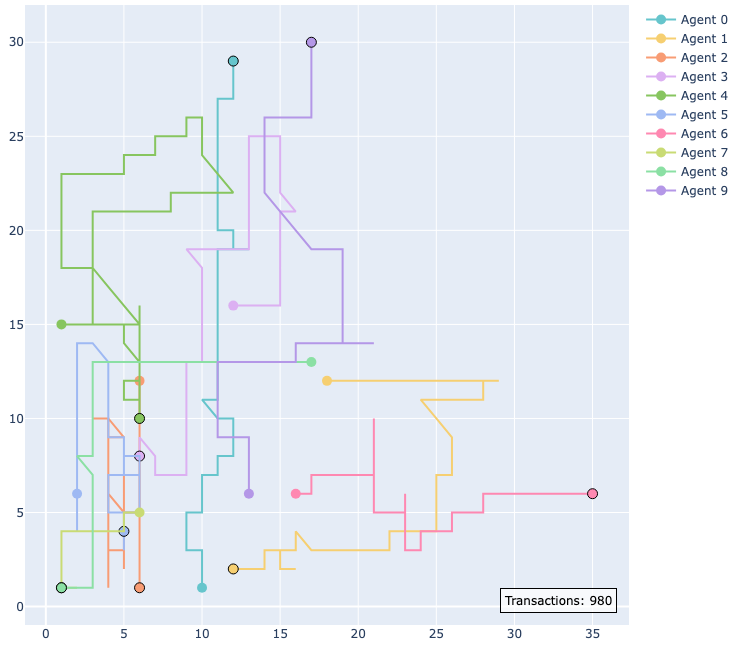 Agent 0
Agent 1
Agent 2
Agent 3
Agent 4
Agent 5
Agent 6
Agent 7
Agent 8
Agent 9
30
25
20
15
10
5
0
Transactions: 980
0 5 10 15 20 25 30 35